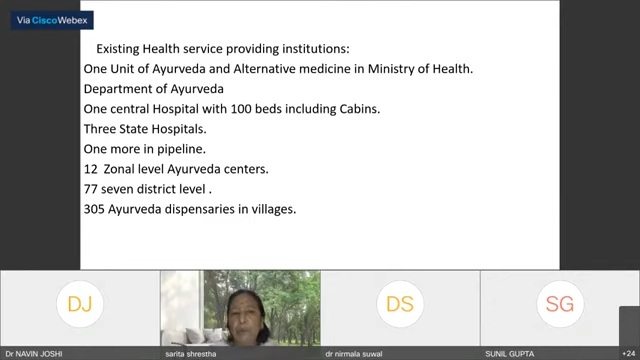 Via Cisco Webex
Existing Health service providing institutions:
One Unit of Ayurveda and Alternative medicine in Ministry of Health.
Department of Ayurveda
One central Hospital with 100 beds including Cabins.
Three State Hospitals.
One more in pipeline.
12 Zonal level Ayurveda centers.
77 seven district level .
305 Ayurveda dispensaries in villages.
DJ
DS
SG
Dr NAVIN JOSHI
sarita shrestha
dr nirmala suwal
SUNIL GUPTA
+24